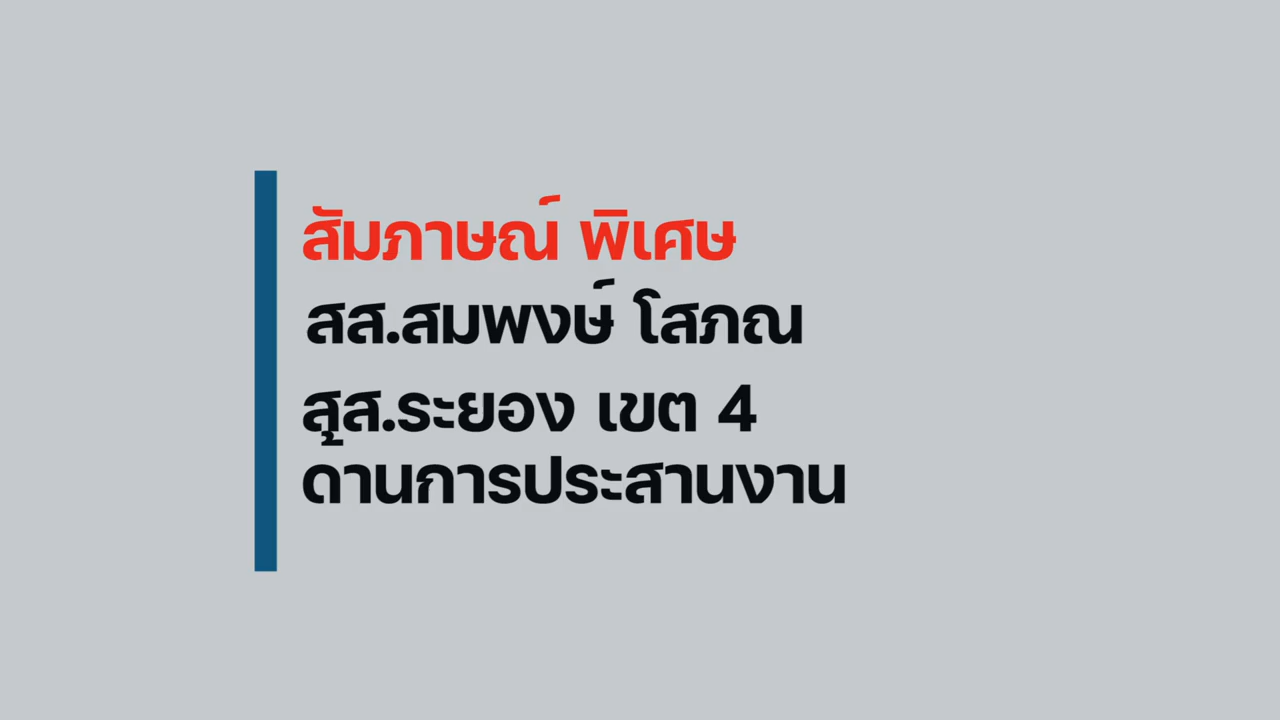 สัมภาษณ์ พิเศษ
สส.สมพงษ์ โสภณ
สส.ระยอง เขต 4
ด้านการประสานงาน